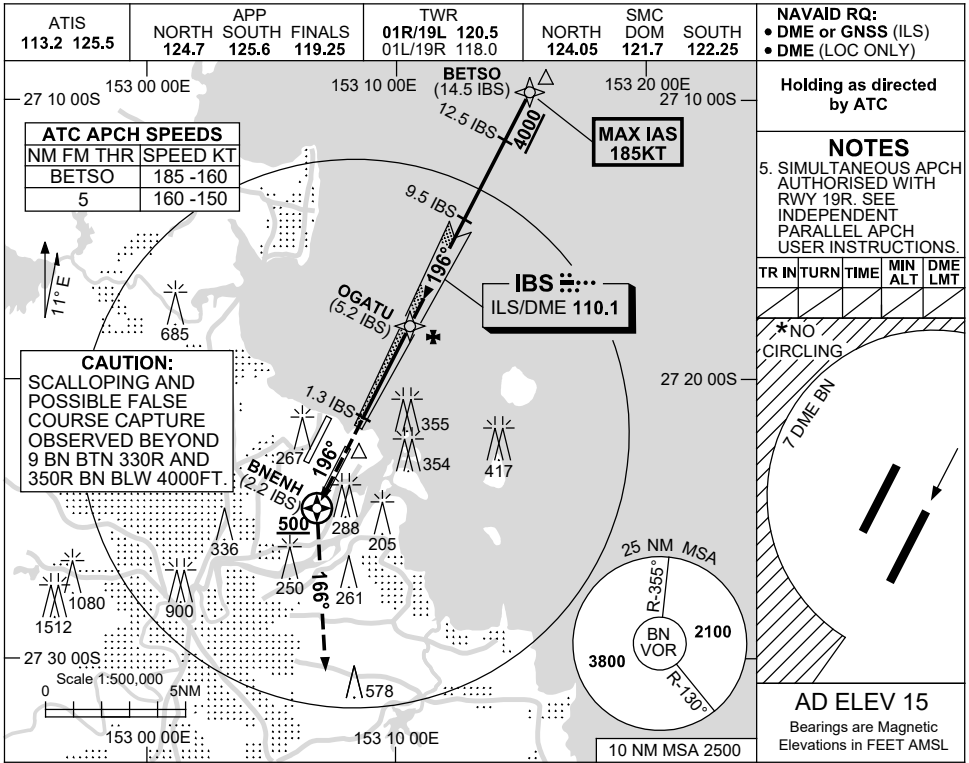 ATIS
113.2 125.5
APP
NORTH SOUTH FINALS
124.7 125.6 119.25
TWR
01R/19L 120.5
01L/19R 118.0
SMC
NORTH DOM SOUTH
124.05 121.7 122.25
NAVAID RQ:
• DME or GNSS (ILS)
• DME (LOC ONLY)
Holding as directed
by ATC
NOTES
5. SIMULTANEOUS APCH
AUTHORISED WITH
RWY 19R. SEE
INDEPENDENT
PARALLEL APCH
USER INSTRUCTIONS.
TR IN TURN TIME MIN ALT DME LMT
*NO
CIRCLING
7 DME BN
AD ELEV 15
Bearings are Magnetic
Elevations in FEET AMSL
153 00 00E
153 10 00E
153 20 00E
27 10 00S
27 10 00S
BETSO
(14.5 IBS)
12.5 IBS
4000
MAX IAS
185KT
ATC APCH SPEEDS
NM FM THR SPEED KT
BETSO 185 -160
5 160 -150
9.5 IBS
196°
11° E
IBS
ILS/DME 110.1
OGATU
(5.2 IBS)
685
CAUTION:
SCALLOPING AND
POSSIBLE FALSE
COURSE CAPTURE
OBSERVED BEYOND
9 BN BTN 330R AND
350R BN BLW 4000FT.
27 20 00S
1.3 IBS
355
354
417
267
196°
BNENH
(2.2 IBS)
500
288
205
336
250
261
166°
1080
1512
900
578
25 NM MSA
R-355°
BN
VOR
2100
3800
R-130°
10 NM MSA 2500
27 30 00S
Scale 1:500,000
0 5NM
153 00 00E
153 10 00E